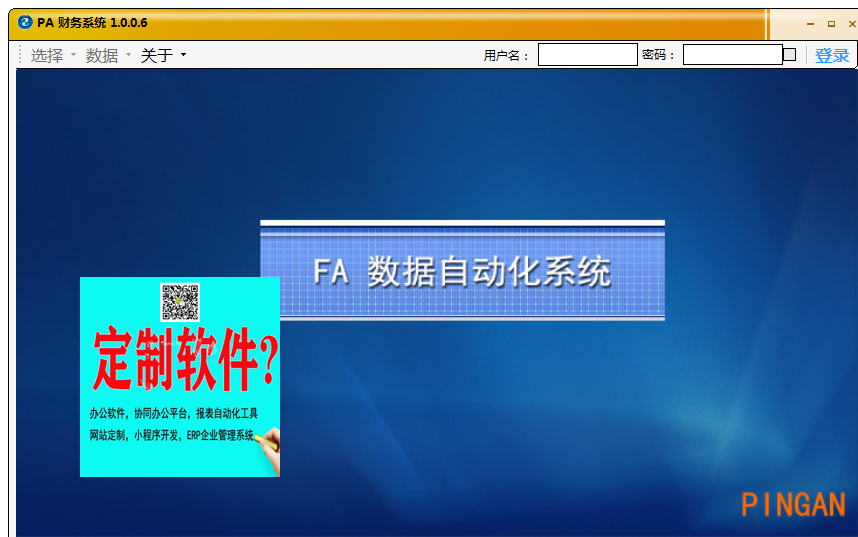 PA 财务系统 1.0.0.6
选择 数据 关于 用户名： 密码： 登录
FA 数据自动化系统
定制软件?
办公软件，协同办公平台，报表自动化工具
网站定制，小程序开发，ERP企业管理系统
PINGAN